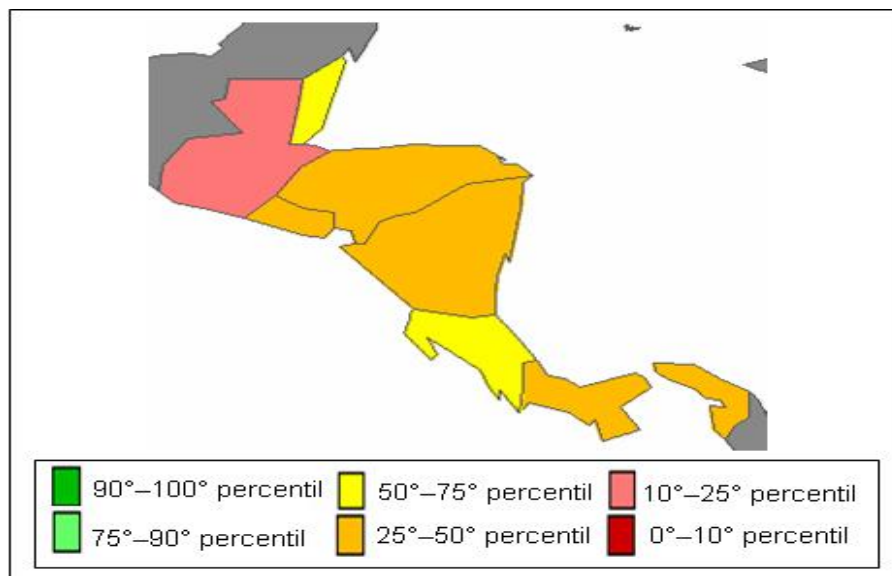 90°–100° percentil
50°–75° percentil
10°–25° percentil
75°–90° percentil
25°–50° percentil
0°–10° percentil